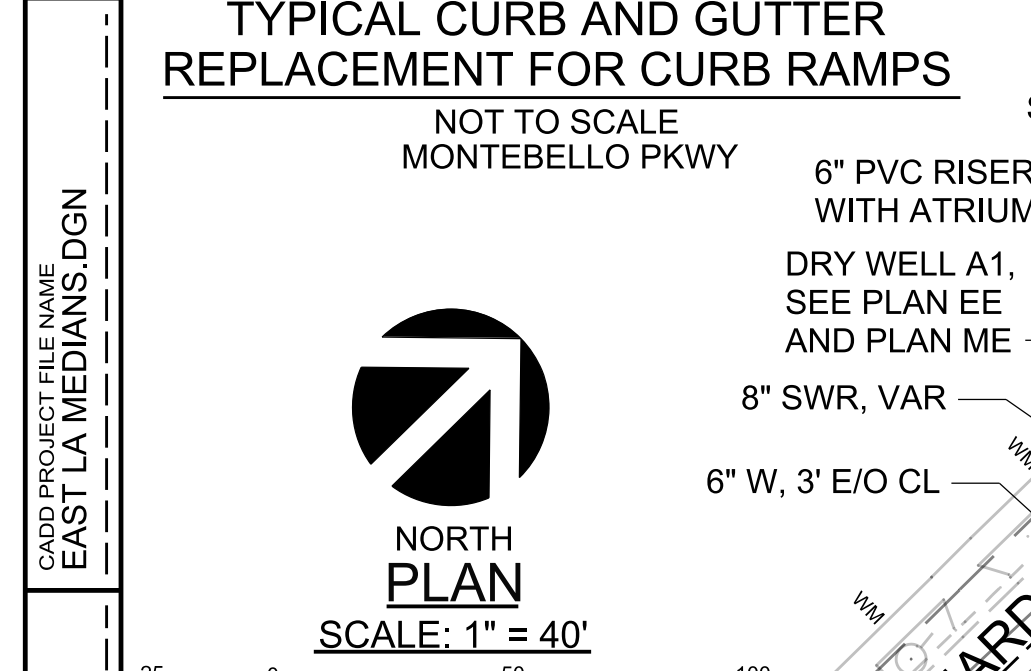 TYPICAL CURB AND GUTTER
REPLACEMENT FOR CURB RAMPS
NOT TO SCALE
MONTEBELLO PKWY
6" PVC RISER
WITH ATRIUM
DRY WELL A1,
SEE PLAN EE
AND PLAN ME
8" SWR, VAR
6" W, 3' E/O CL
WM
WM
CADD PROJECT FILE NAME
EAST LA MEDIANS.DGN
NORTH
PLAN
SCALE: 1" = 40'